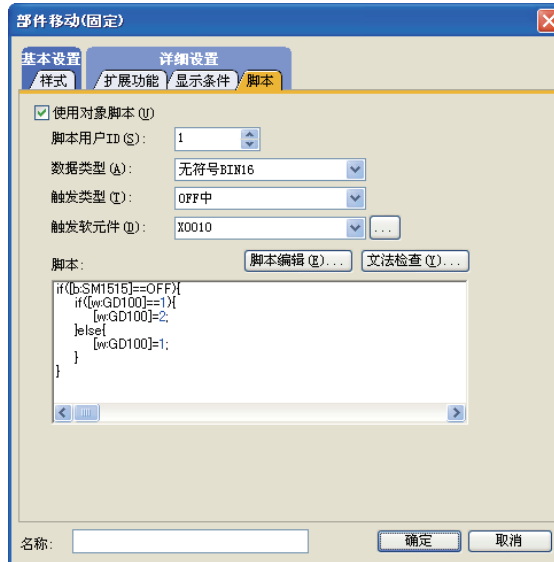 部件移动(固定)
基本设置 详细设置
样式 扩展功能 显示条件 脚本
使用对象脚本(U)
脚本用户ID(S): 1
数据类型(A): 无符号BIN16
触发类型(T): OFF中
触发软元件(D): X0010 ...
脚本: 脚本编辑(E)... 文法检查(Y)...
if([b:SM1515]==OFF){
if([w:GD100]==1){
[w:GD100]=2;
}else{
[w:GD100]=1;
}
}
名称: 确定 取消